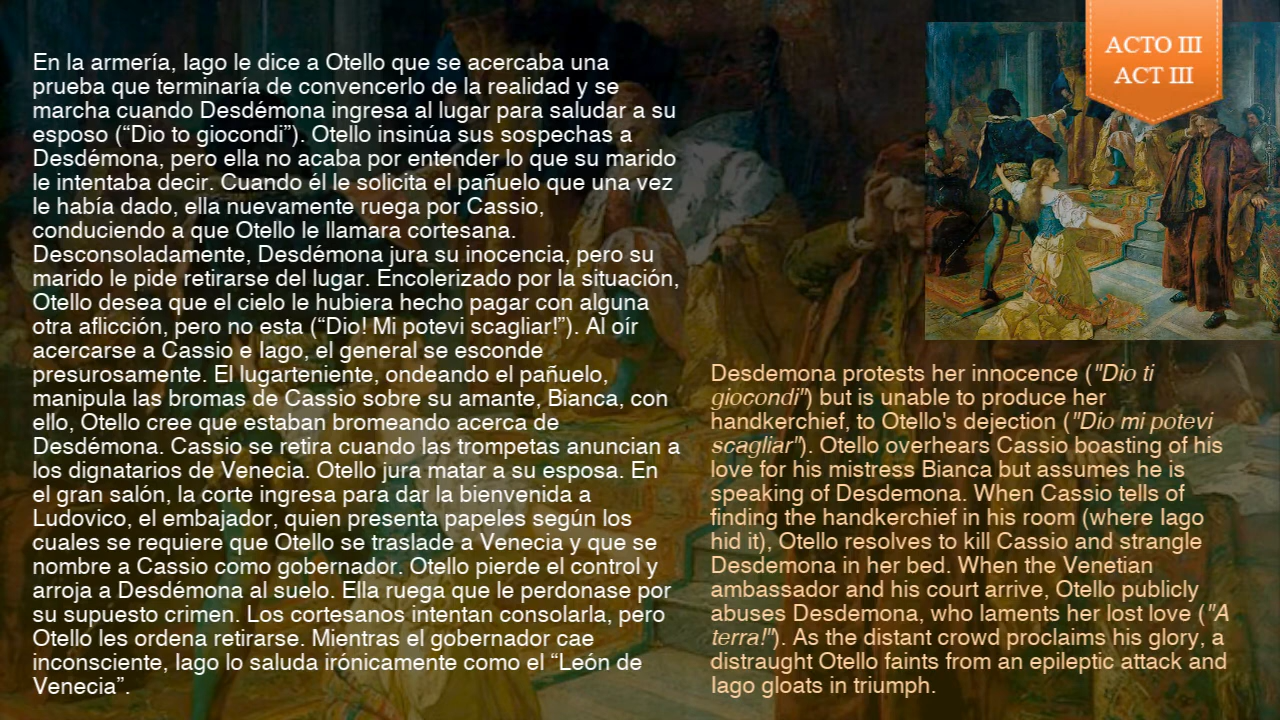 ACTO III
ACT III
En la armería, Iago le dice a Otello que se acercaba una
prueba que terminaría de convencerlo de la realidad y se
marcha cuando Desdémona ingresa al lugar para saludar a su
esposo (“Dio to giocondi”). Otello insinúa sus sospechas a
Desdémona, pero ella no acaba por entender lo que su marido
le intentaba decir. Cuando él le solicita el pañuelo que una vez
le había dado, ella nuevamente ruega por Cassio,
conduciendo a que Otello le llamara cortesana.
Desconsoladamente, Desdémona jura su inocencia, pero su
marido le pide retirarse del lugar. Encolerizado por la situación,
Otello desea que el cielo le hubiera hecho pagar con alguna
otra aflicción, pero no esta (“Dio! Mi potevi scagliar!”). Al oír
acercarse a Cassio e Iago, el general se esconde
presurosamente. El lugarteniente, ondeando el pañuelo,
manipula las bromas de Cassio sobre su amante, Bianca, con
ello, Otello cree que estaban bromeando acerca de
Desdémona. Cassio se retira cuando las trompetas anuncian a
los dignatarios de Venecia. Otello jura matar a su esposa. En
el gran salón, la corte ingresa para dar la bienvenida a
Ludovico, el embajador, quien presenta papeles según los
cuales se requiere que Otello se traslade a Venecia y que se
nombre a Cassio como gobernador. Otello pierde el control y
arroja a Desdémona al suelo. Ella ruega que le perdonase por
su supuesto crimen. Los cortesanos intentan consolarla, pero
Otello les ordena retirarse. Mientras el gobernador cae
inconsciente, Iago lo saluda irónicamente como el “León de
Venecia”.
Desdemona protests her innocence ("Dio ti
giocondi") but is unable to produce her
handkerchief, to Otello's dejection ("Dio mi potevi
scagliar"). Otello overhears Cassio boasting of his
love for his mistress Bianca but assumes he is
speaking of Desdemona. When Cassio tells of
finding the handkerchief in his room (where Iago
hid it), Otello resolves to kill Cassio and strangle
Desdemona in her bed. When the Venetian
ambassador and his court arrive, Otello publicly
abuses Desdemona, who laments her lost love ("A
terra!"). As the distant crowd proclaims his glory, a
distraught Otello faints from an epileptic attack and
Iago gloats in triumph.